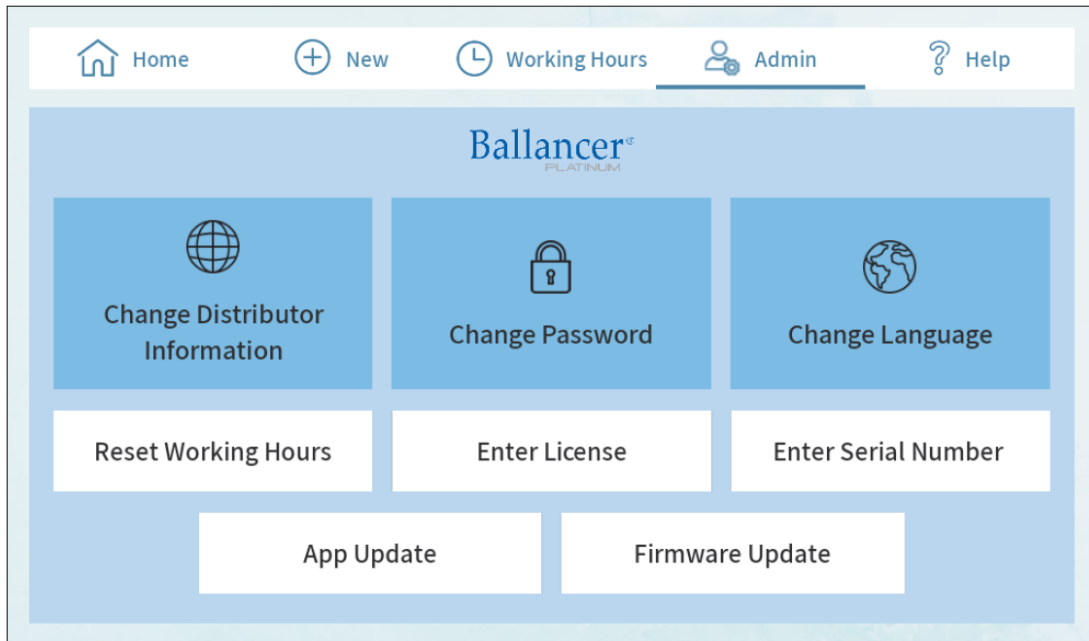 Home New Working Hours Admin Help
Ballancer®
PLATINUM
Change Distributor
Information
Change Password
Change Language
Reset Working Hours
Enter License
Enter Serial Number
App Update
Firmware Update